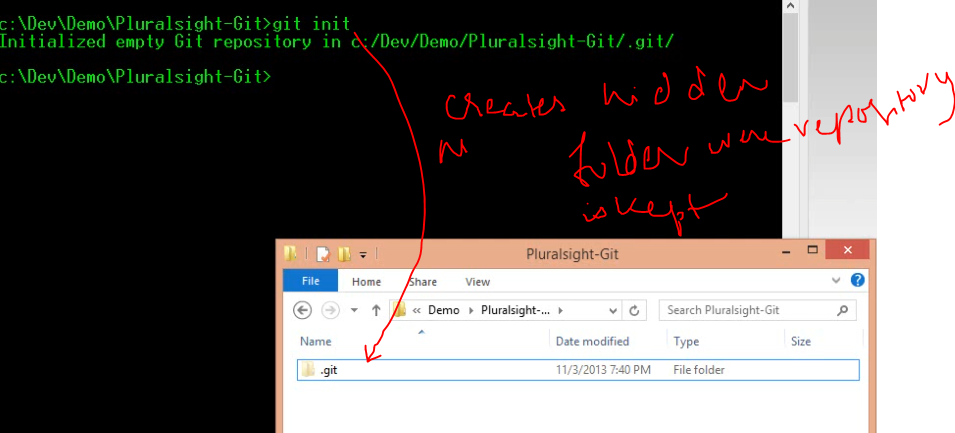 c:\Dev\Demo\Pluralsight-Git>git init
Initialized empty Git repository in c:/Dev/Demo/Pluralsight-Git/.git/
c:\Dev\Demo\Pluralsight-Git>
creates hidden
folder were repository
is kept
Pluralsight-Git
File Home Share View
« Demo Pluralsight-... Search Pluralsight-Git
Name Date modified Type Size
.git 11/3/2013 7:40 PM File folder